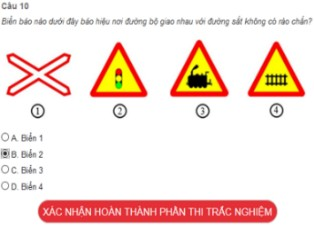 Câu 10
Biển báo nào dưới đây báo hiệu nơi đường bộ giao nhau với đường sắt không có rào chắn?
1 2 3 4
A. Biển 1
B. Biển 2
C. Biển 3
D. Biển 4
XÁC NHẬN HOÀN THÀNH PHẦN THI TRẮC NGHIỆM